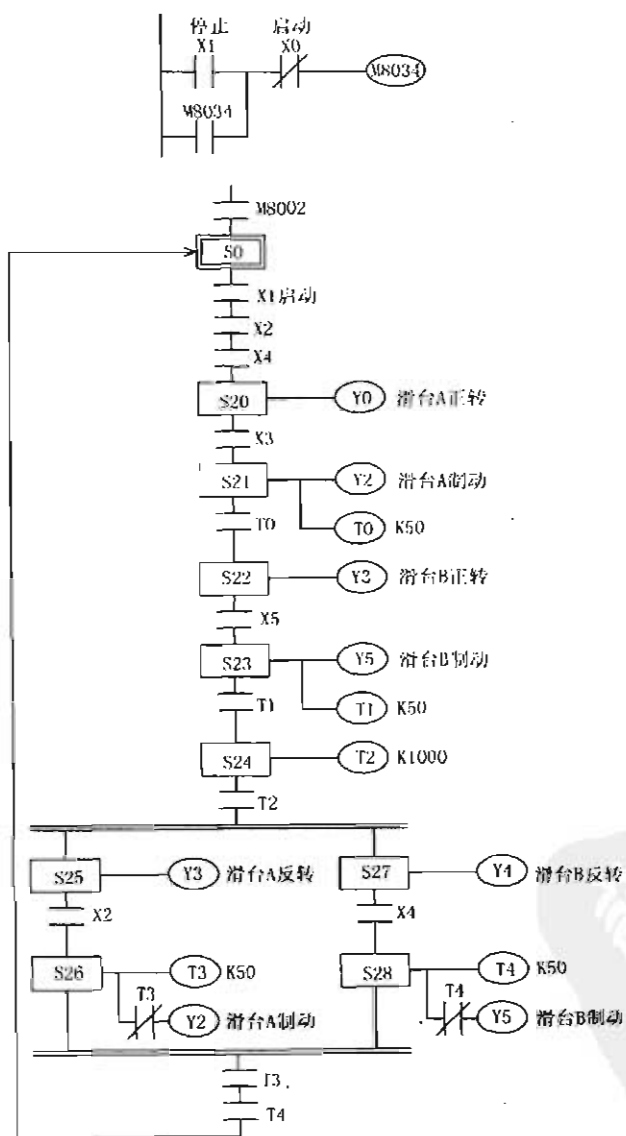 停止 启动
X1 X0
M8034
M8034
M8002
S0
X1启动
X2
X4
S20 Y0 滑台A正转
X3
S21 Y2 滑台A制动
T0 K50
T0
S22 Y3 滑台B正转
X5
S23 Y5 滑台B制动
T1 K50
T1
S24 T2 K1000
T2
S25 Y3 滑台A反转
S27 Y4 滑台B反转
X2
X4
S26 T3 K50
S28 T4 K50
T3
Y2 滑台A制动
T4
Y5 滑台B制动
T3
T4